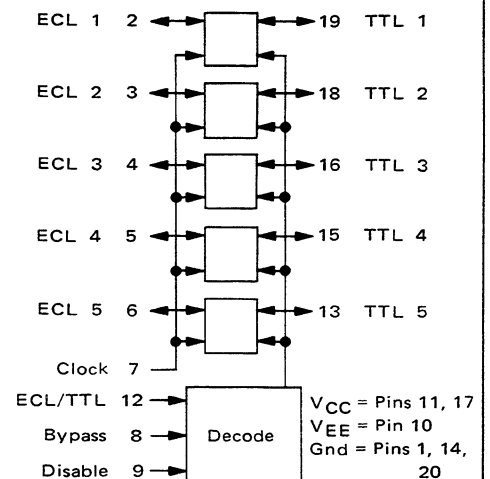 ECL 1 2 19 TTL 1
ECL 2 3 18 TTL 2
ECL 3 4 16 TTL 3
ECL 4 5 15 TTL 4
ECL 5 6 13 TTL 5
Clock 7
ECL/TTL 12
Bypass 8
Disable 9
Decode
VCC = Pins 11, 17
VEE = Pin 10
Gnd = Pins 1, 14,
20